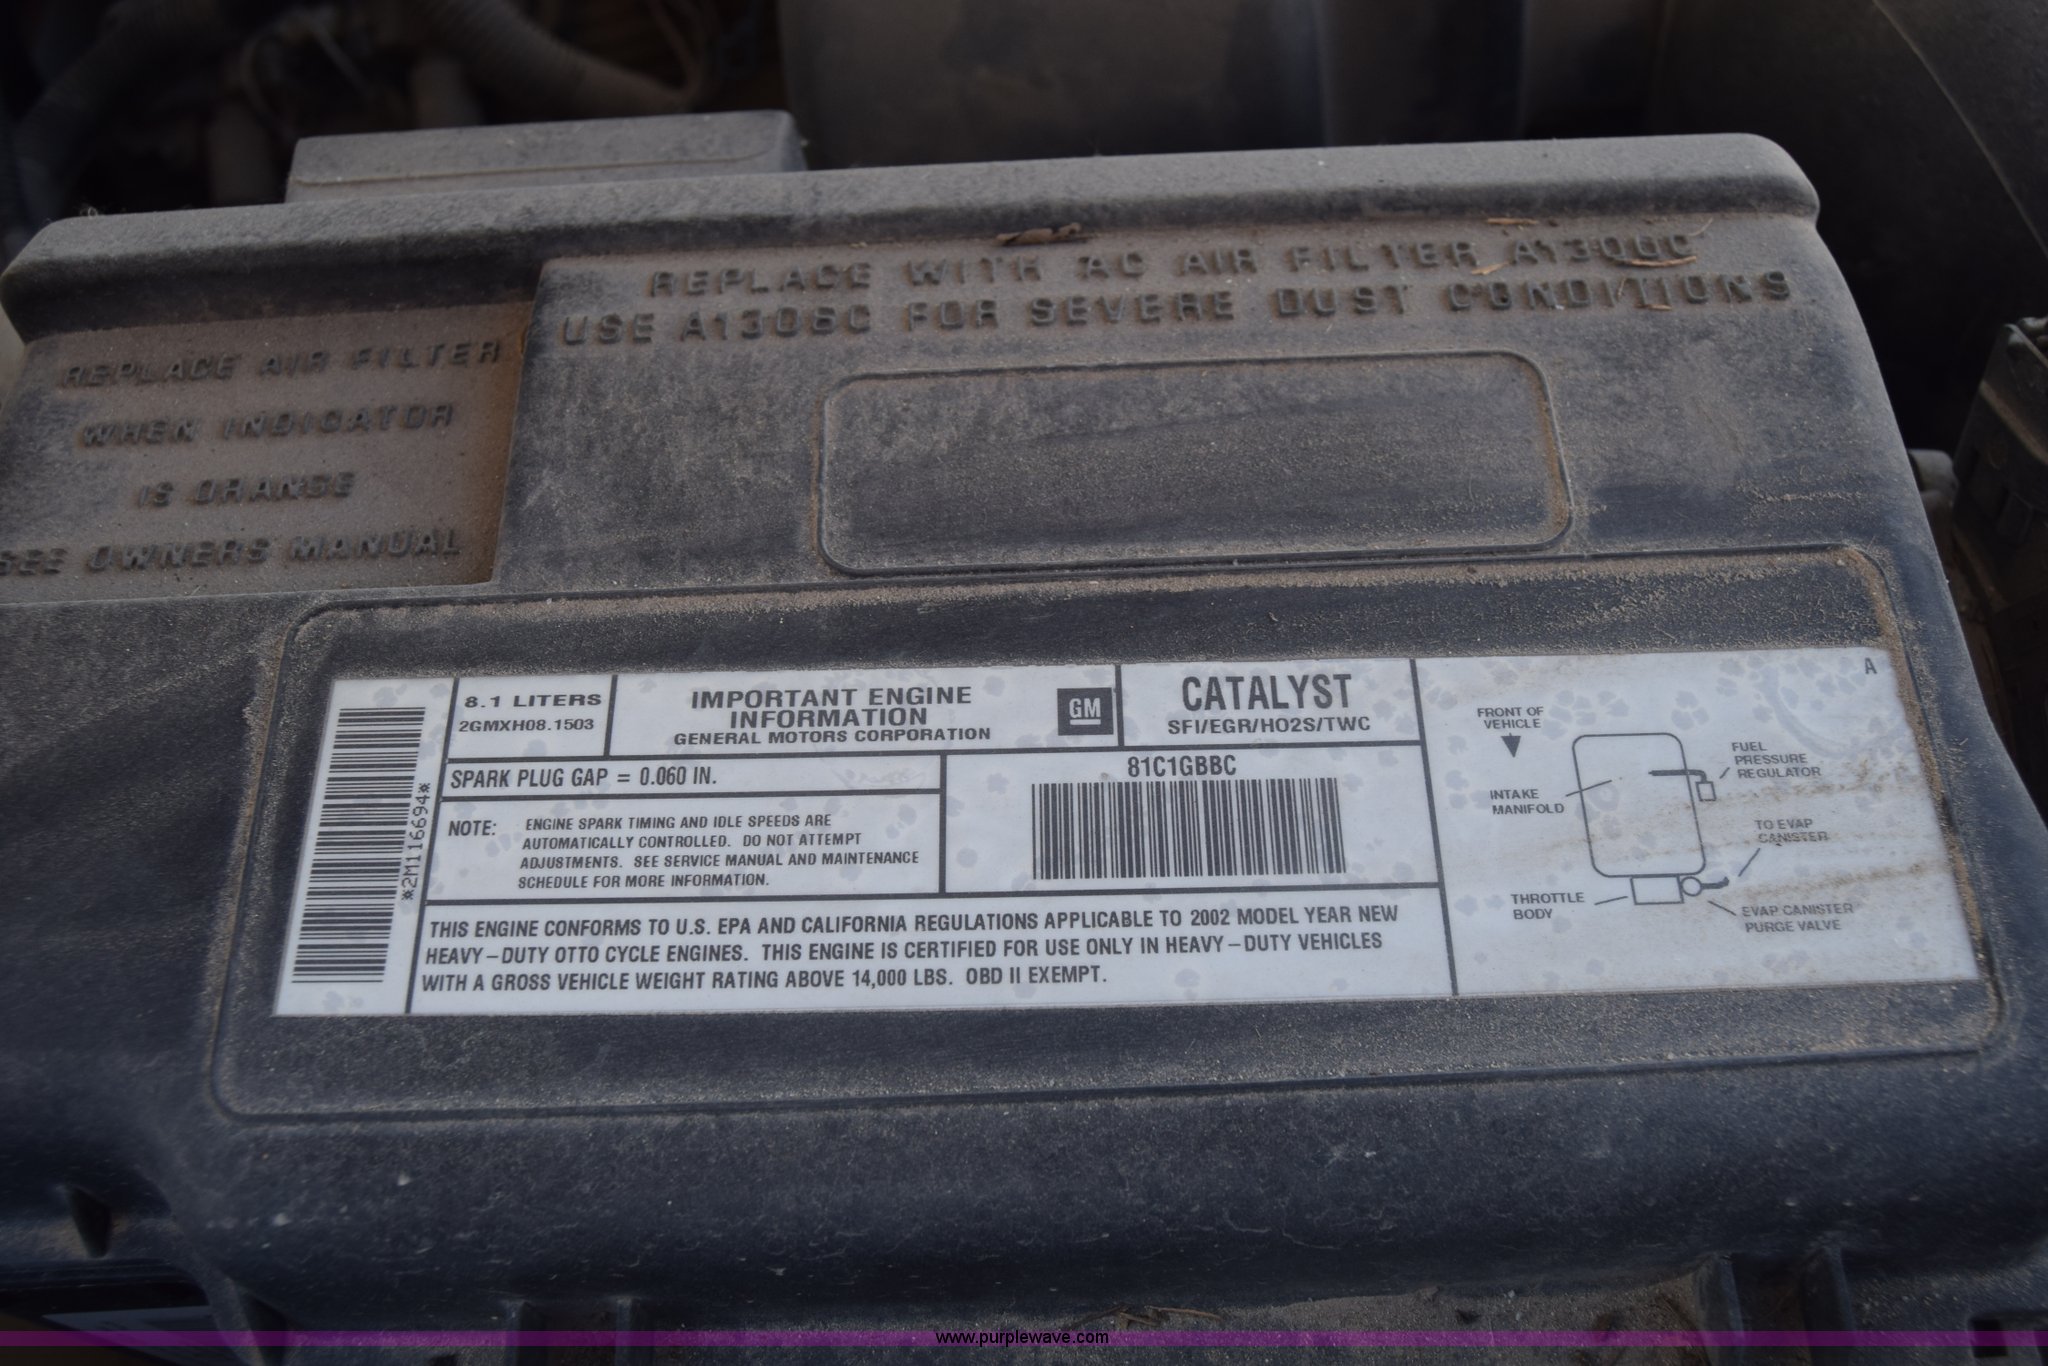 REPLACE WITH AC AIR FILTER A1300C
USE A1306C FOR SEVERE DUST CONDITIONS
REPLACE AIR FILTER
WHEN INDICATOR
IS ORANGE
SEE OWNERS MANUAL
*2M116694*
8.1 LITERS
2GMXH08.1503
IMPORTANT ENGINE
INFORMATION
GENERAL MOTORS CORPORATION
GM
CATALYST
SFI/EGR/HO2S/TWC
SPARK PLUG GAP = 0.060 IN.
NOTE: ENGINE SPARK TIMING AND IDLE SPEEDS ARE
AUTOMATICALLY CONTROLLED. DO NOT ATTEMPT
ADJUSTMENTS. SEE SERVICE MANUAL AND MAINTENANCE
SCHEDULE FOR MORE INFORMATION.
81C1GBBC
THIS ENGINE CONFORMS TO U.S. EPA AND CALIFORNIA REGULATIONS APPLICABLE TO 2002 MODEL YEAR NEW
HEAVY-DUTY OTTO CYCLE ENGINES. THIS ENGINE IS CERTIFIED FOR USE ONLY IN HEAVY-DUTY VEHICLES
WITH A GROSS VEHICLE WEIGHT RATING ABOVE 14,000 LBS. OBD II EXEMPT.
A
FRONT OF
VEHICLE
FUEL
PRESSURE
REGULATOR
INTAKE
MANIFOLD
TO EVAP
CANISTER
THROTTLE
BODY
EVAP CANISTER
PURGE VALVE
www.purplewave.com